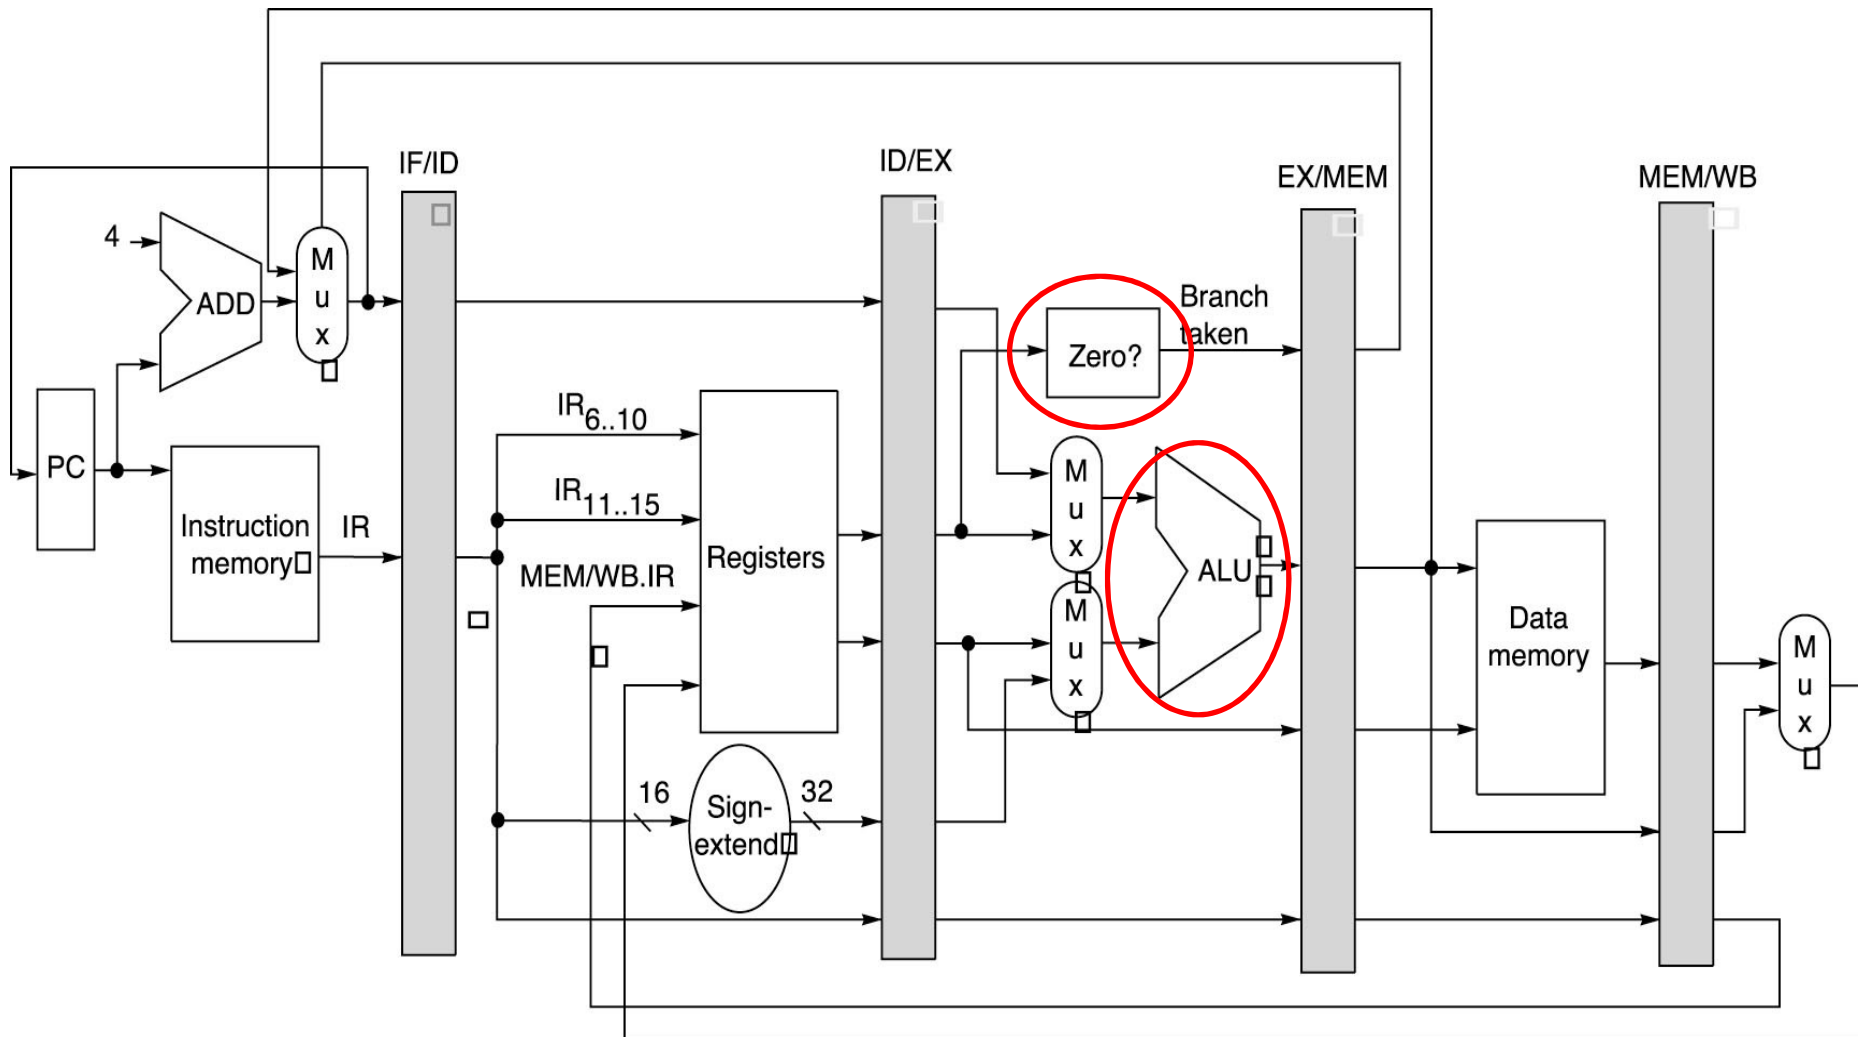 IF/ID
ID/EX
EX/MEM
MEM/WB
4
ADD
M
u
x
Branch
taken
Zero?
PC
Instruction
memory
IR
IR6..10
IR11..15
MEM/WB.IR
Registers
M
u
x
M
u
x
ALU
Data
memory
M
u
x
16
Sign-
extend
32